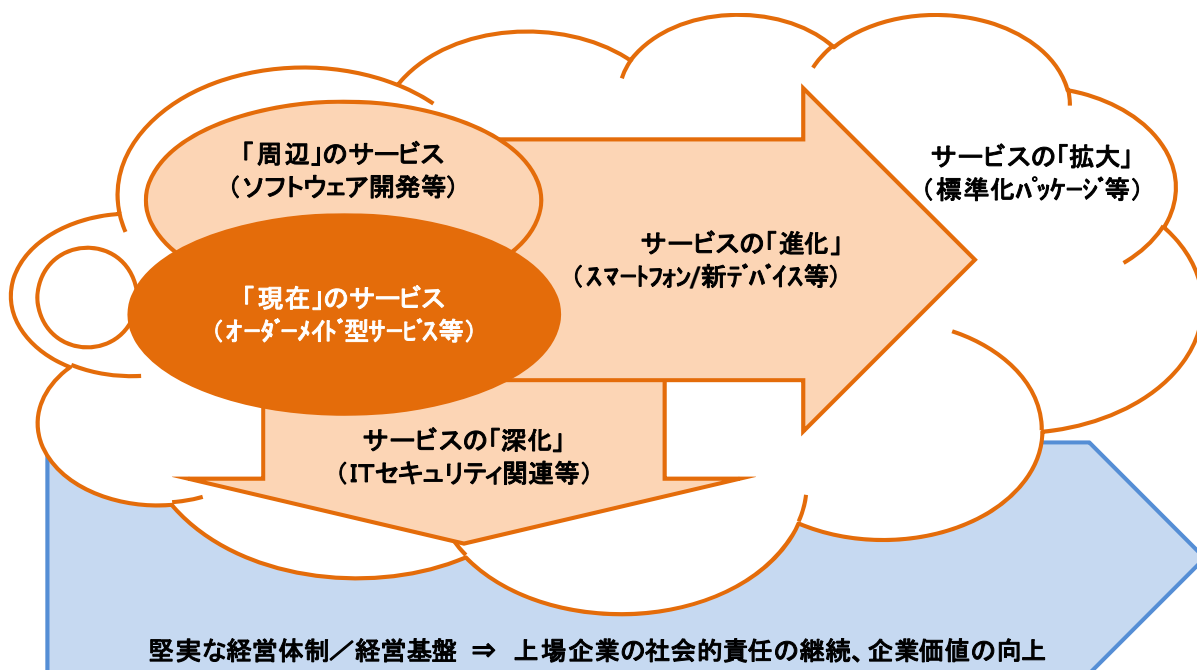 「周辺」のサービス
（ソフトウェア開発等）
サービスの「拡大」
（標準化ﾊﾟｯｹｰｼﾞ等）
サービスの「進化」
（スマートフォン/新ﾃﾞﾊﾞｲｽ等）
「現在」のサービス
（ｵｰﾀﾞｰﾒｲﾄﾞ型サービス等）
サービスの「深化」
（ITセキュリティ関連等）
堅実な経営体制／経営基盤 ⇒ 上場企業の社会的責任の継続、企業価値の向上